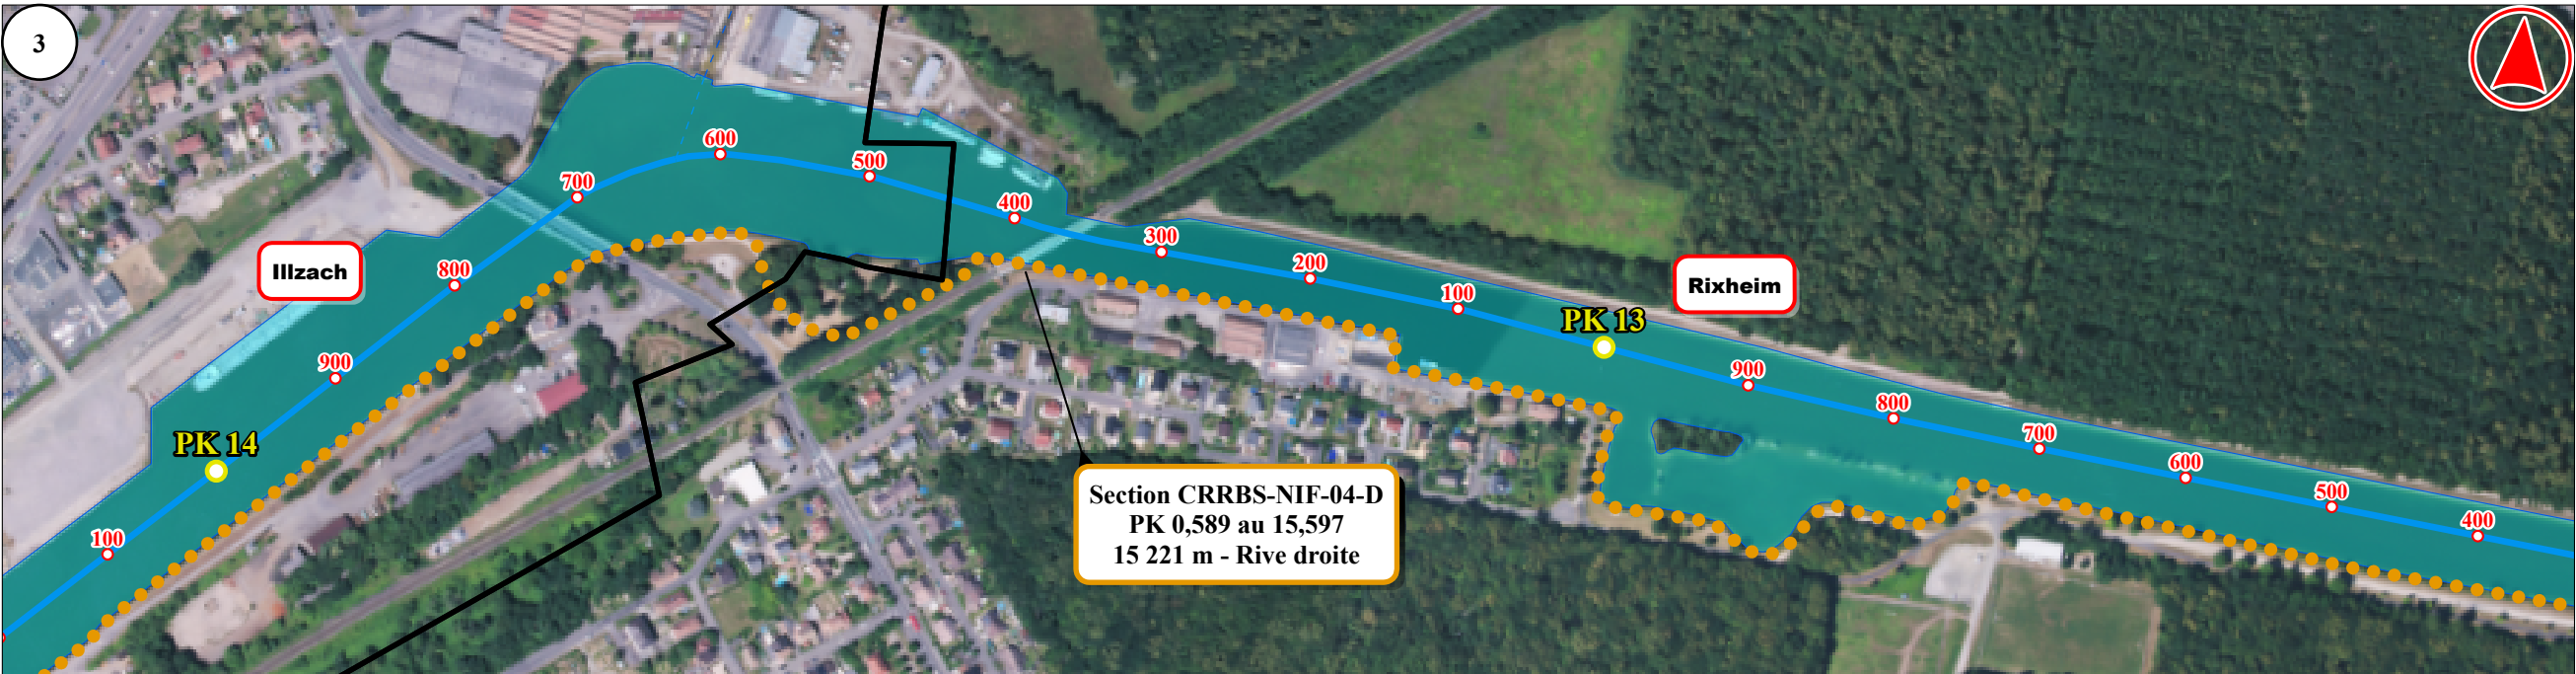 3
600
500
700
400
300
200
100
Illzach
800
Rixheim
PK 13
900
900
800
PK 14
700
600
500
400
100
Section CRRBS-NIF-04-D
PK 0,589 au 15,597
15 221 m - Rive droite